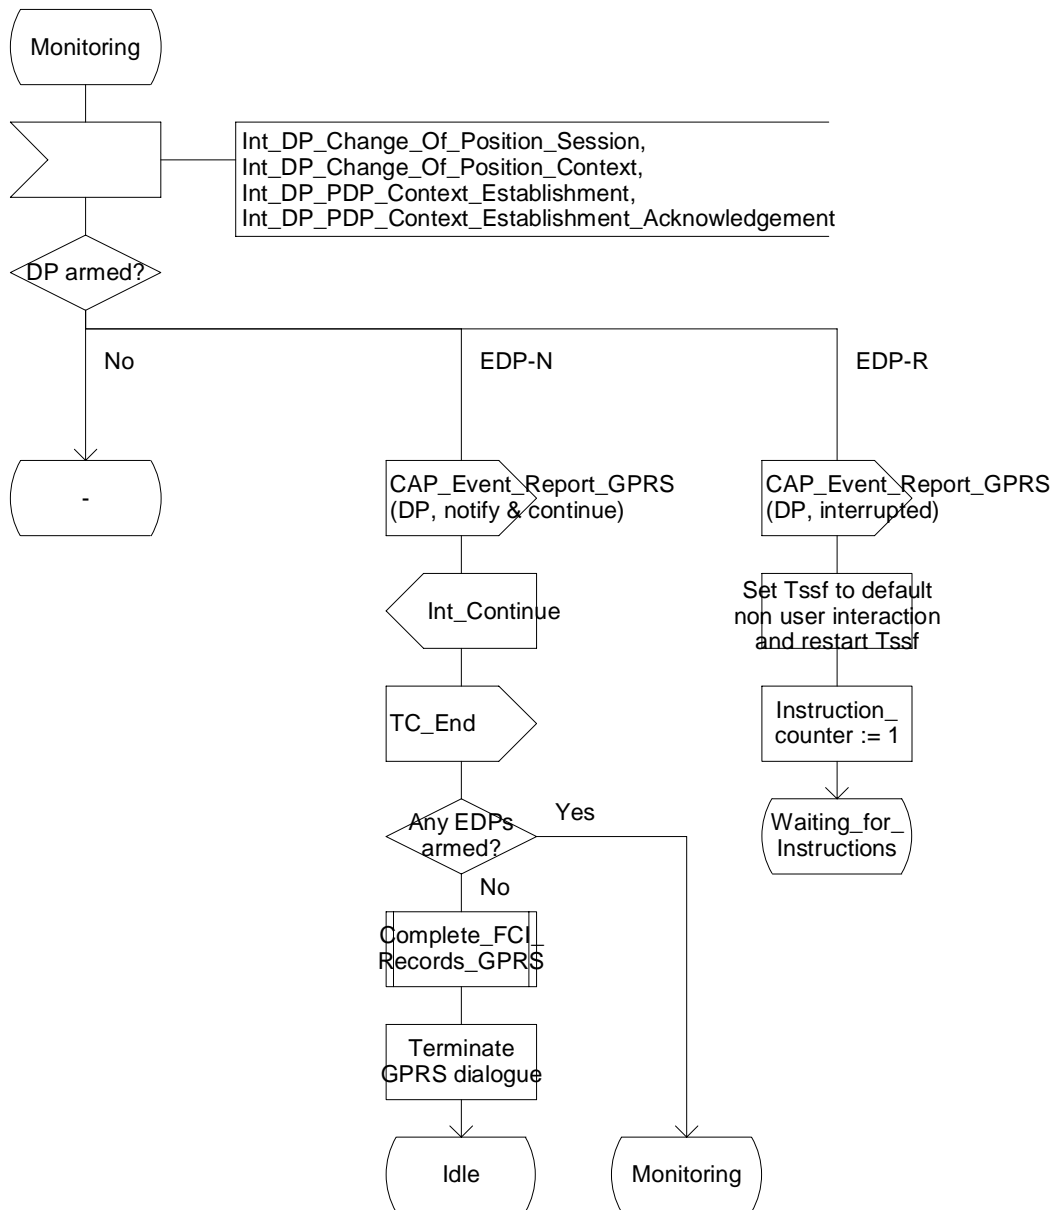 Monitoring
Int_DP_Change_Of_Position_Session,
Int_DP_Change_Of_Position_Context,
Int_DP_PDP_Context_Establishment,
Int_DP_PDP_Context_Establishment_Acknowledgement
DP armed?
No
EDP-N
EDP-R
-
CAP_Event_Report_GPRS
(DP, notify & continue)
CAP_Event_Report_GPRS
(DP, interrupted)
Int_Continue
Set Tssf to default
non user interaction
and restart Tssf
TC_End
Instruction_
counter := 1
Any EDPs
armed?
Yes
Waiting_for_
Instructions
No
Complete_FCI_
Records_GPRS
Terminate
GPRS dialogue
Idle
Monitoring